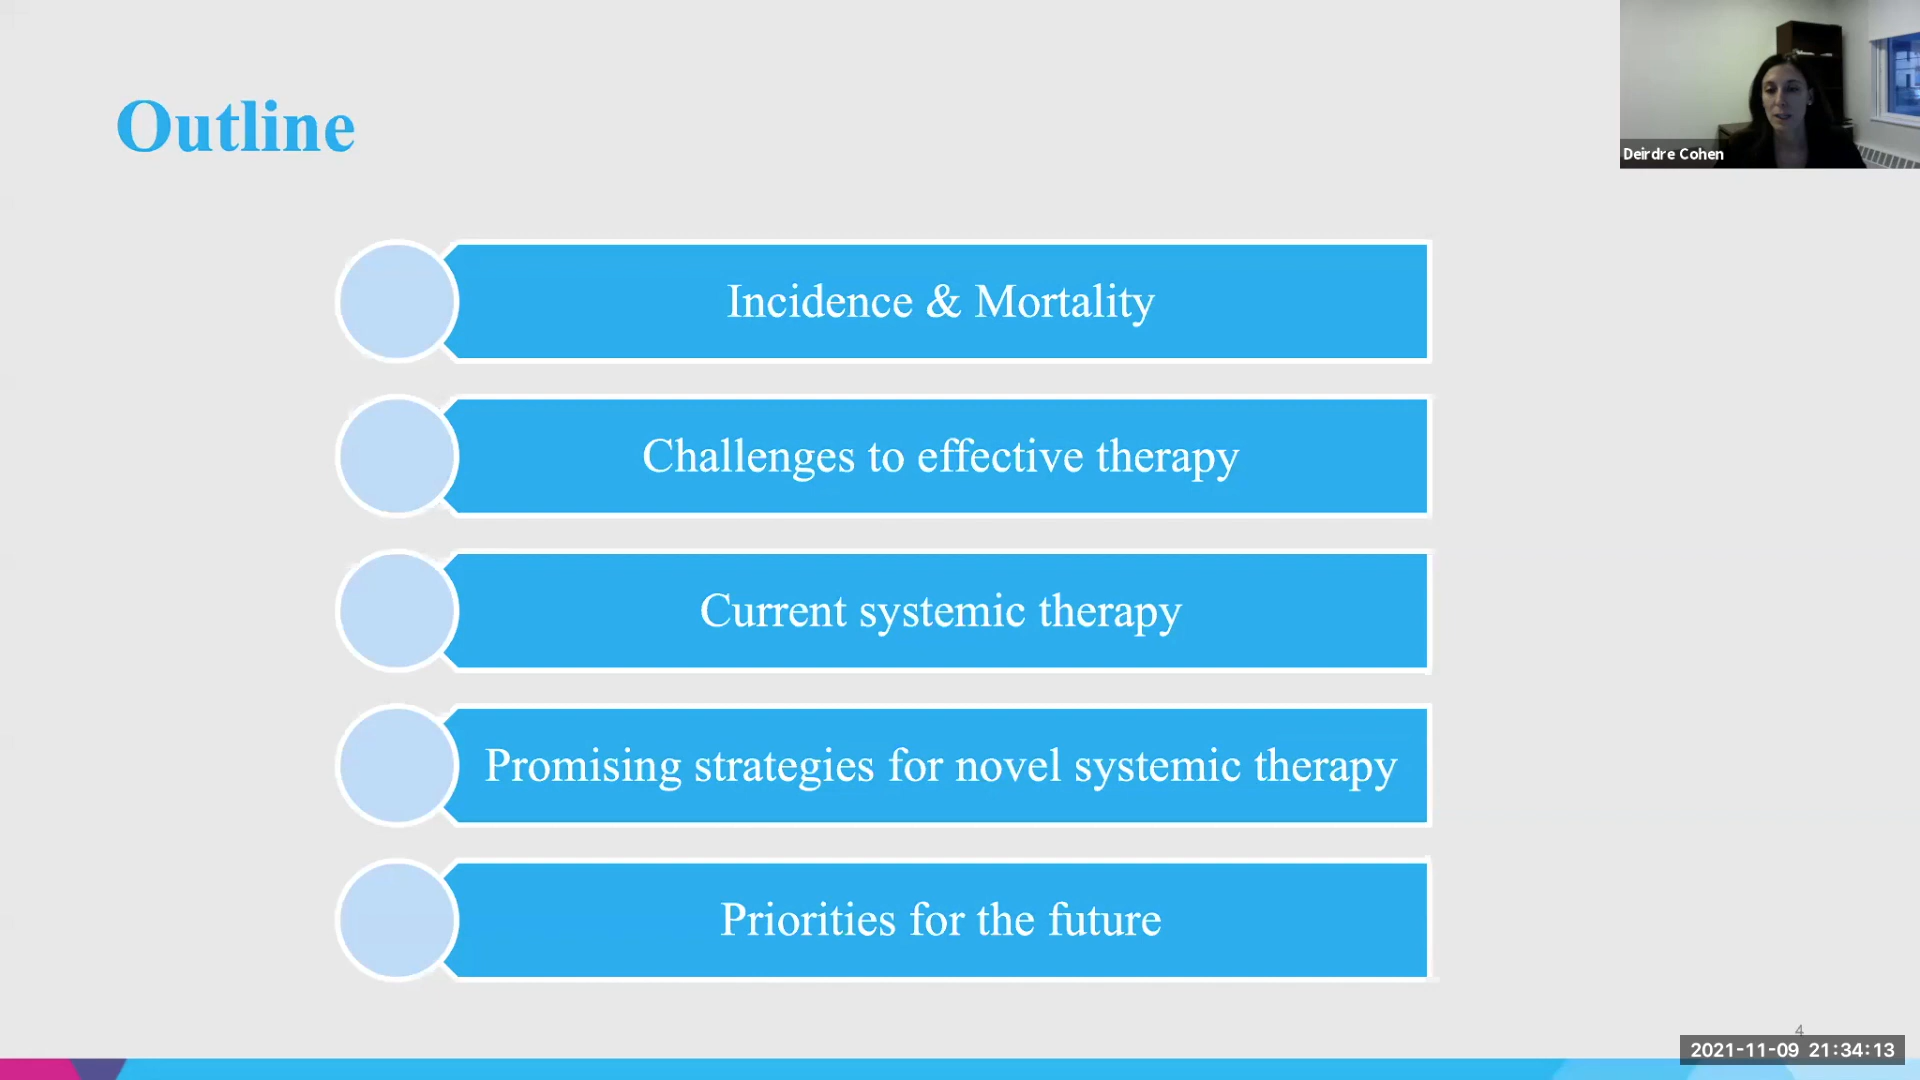 Outline
Deirdre Cohen
Incidence & Mortality
Challenges to effective therapy
Current systemic therapy
Promising strategies for novel systemic therapy
Priorities for the future
4
2021-11-09 21:34:13